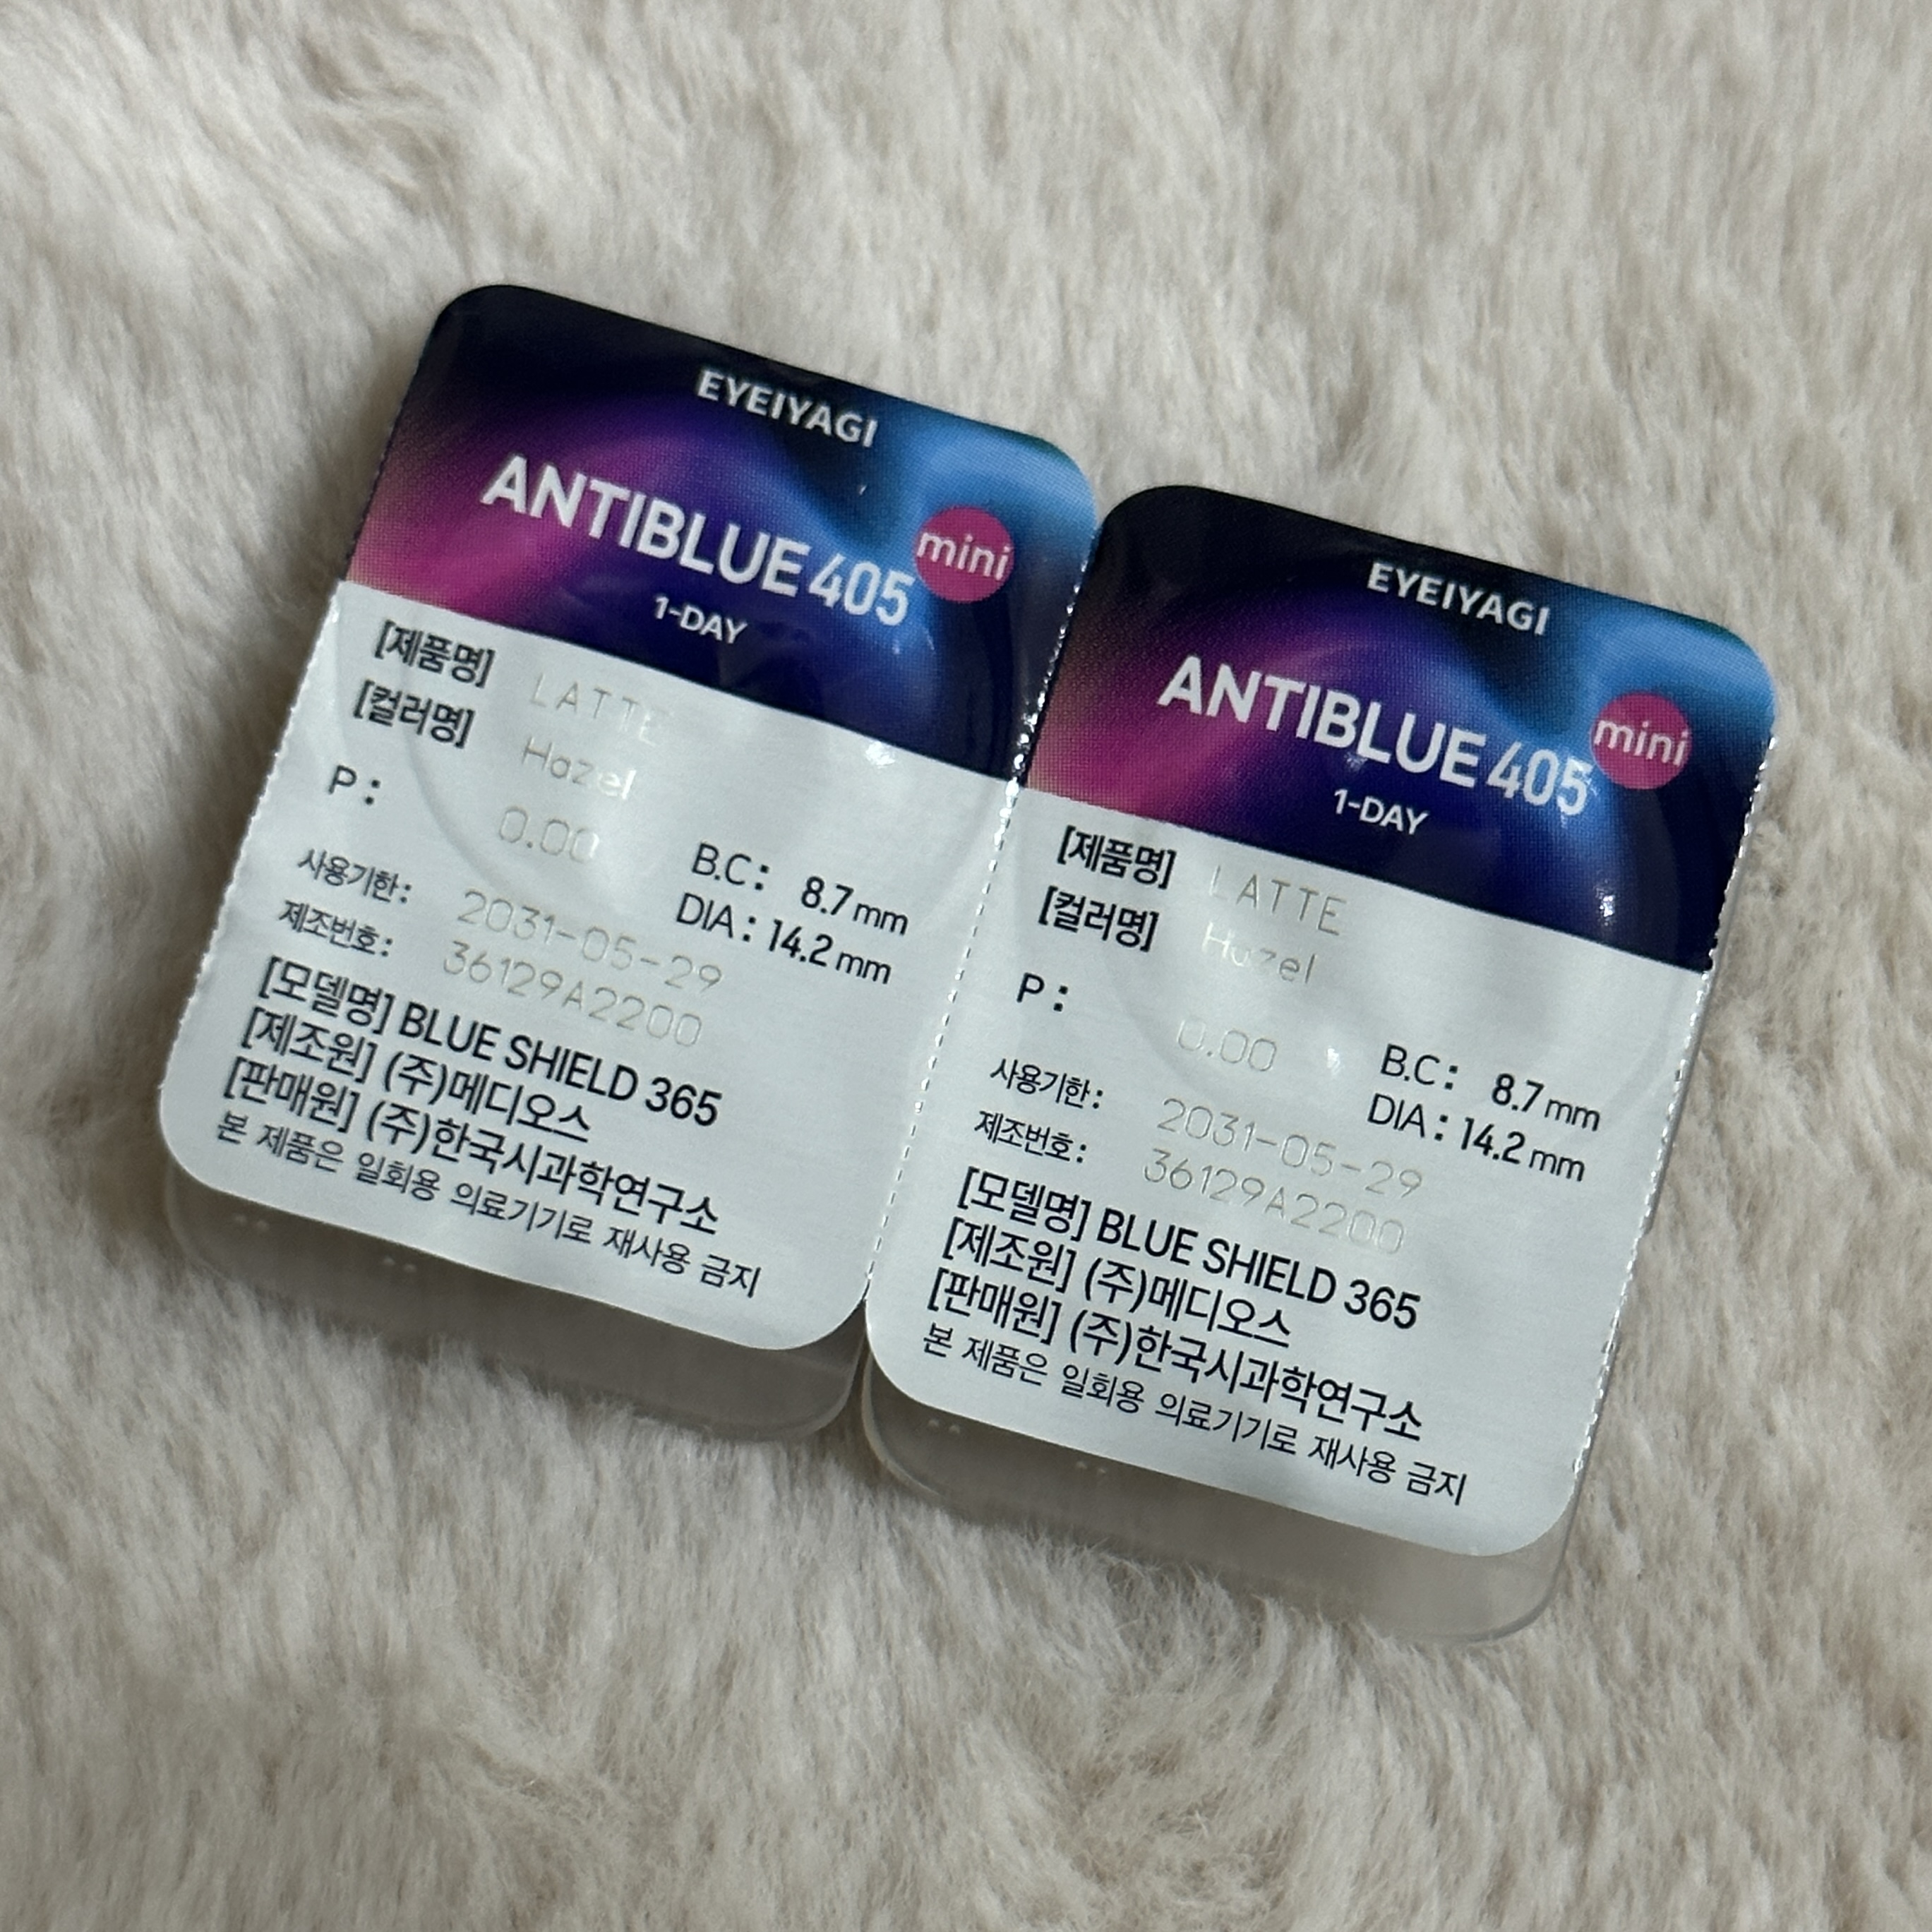 EYEIYAGI
ANTIBLUE 405 mini
1-DAY
[제품명] LATTE
[컬러명] Hazel
P : 0.00
B.C : 8.7 mm
DIA : 14.2 mm
사용기한 : 2031-05-29
제조번호 : 36129A2200
[모델명] BLUE SHIELD 365
[제조원] (주)메디오스
[판매원] (주)한국시과학연구소
본 제품은 일회용 의료기기로 재사용 금지
EYEIYAGI
ANTIBLUE 405 mini
1-DAY
[제품명] LATTE
[컬러명] Hazel
P : 0.00
B.C : 8.7 mm
DIA : 14.2 mm
사용기한 : 2031-05-29
제조번호 : 36129A2200
[모델명] BLUE SHIELD 365
[제조원] (주)메디오스
[판매원] (주)한국시과학연구소
본 제품은 일회용 의료기기로 재사용 금지